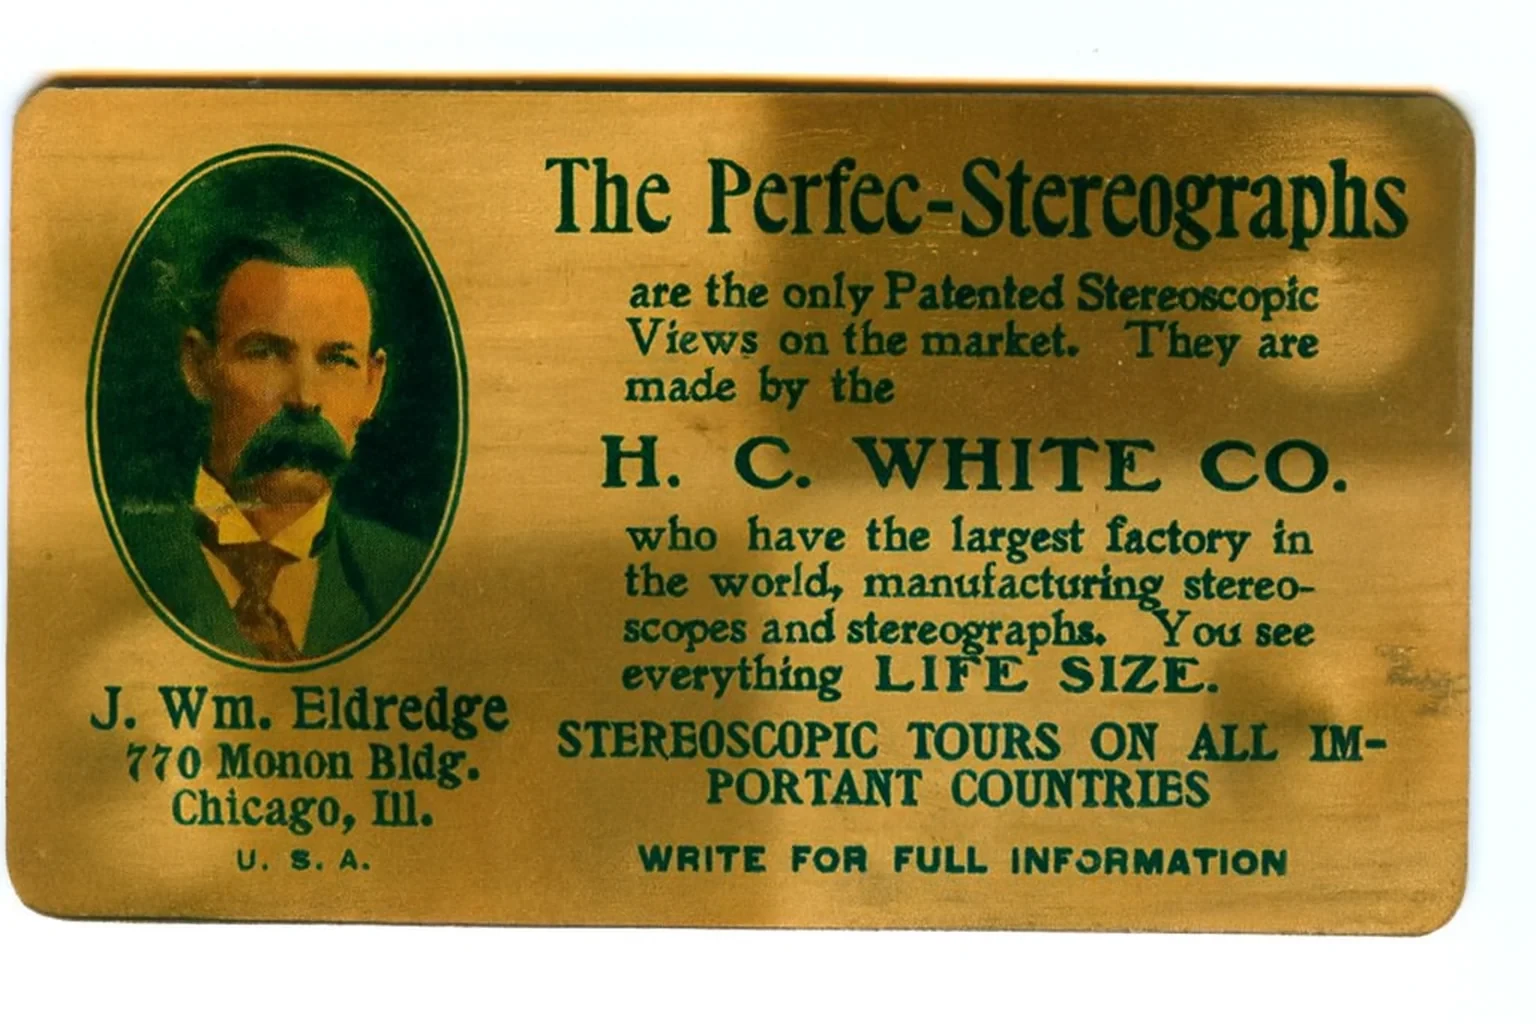 The Perfec-Stereographs
are the only Patented Stereoscopic
Views on the market. They are
made by the
H. C. WHITE CO.
who have the largest factory in
the world, manufacturing stereo-
scopes and stereographs. You see
everything LIFE SIZE.
STEREOSCOPIC TOURS ON ALL IM-
PORTANT COUNTRIES
WRITE FOR FULL INFORMATION
J. Wm. Eldredge
770 Monon Bldg.
Chicago, Ill.
U. S. A.